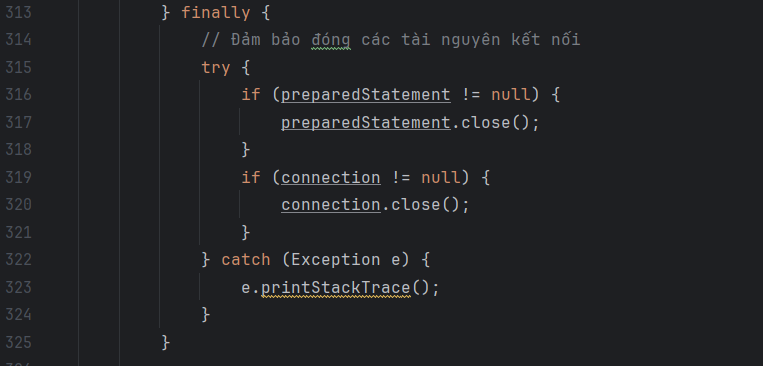 313 } finally {
314 // Đảm bảo đóng các tài nguyên kết nối
315 try {
316 if (preparedStatement != null) {
317 preparedStatement.close();
318 }
319 if (connection != null) {
320 connection.close();
321 }
322 } catch (Exception e) {
323 e.printStackTrace();
324 }
325 }